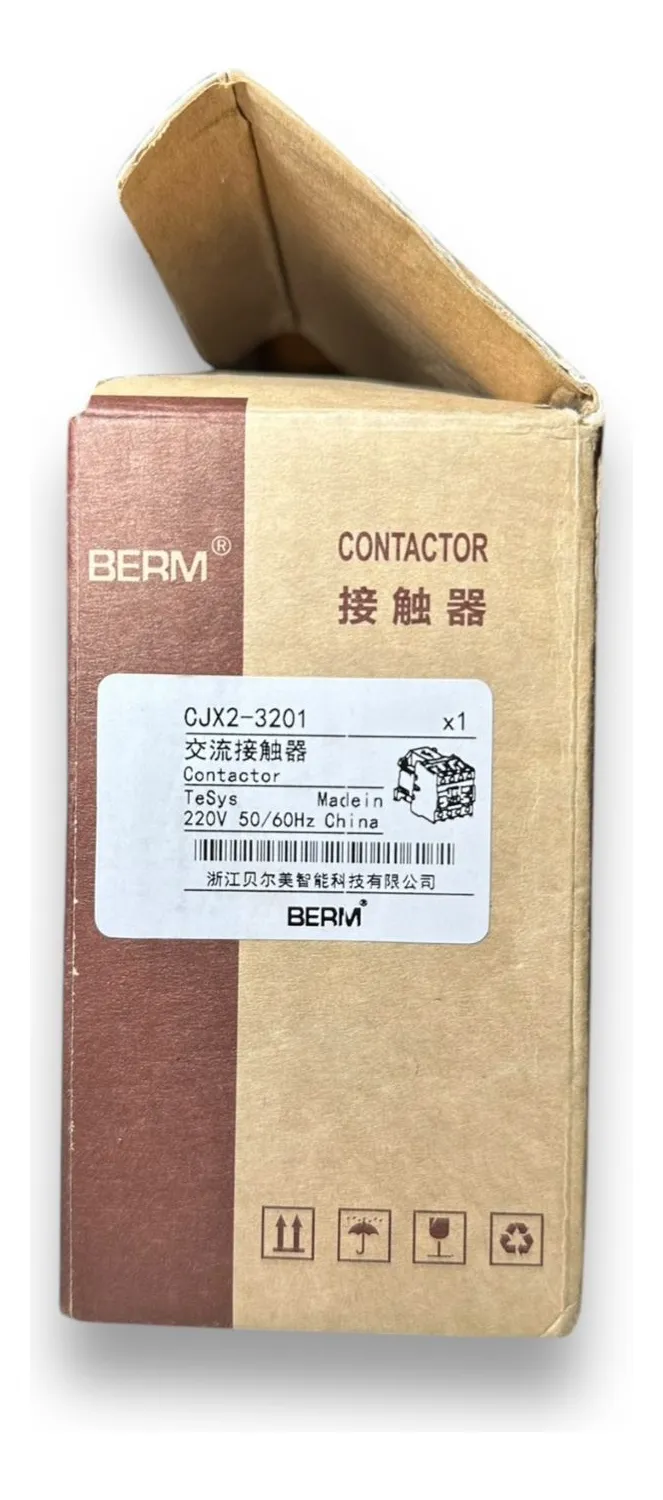 BERM®
CONTACTOR
接触器
CJX2-3201 x1
交流接触器
Contactor
TeSys Madein
220V 50/60Hz China
浙江贝尔美智能科技有限公司
BERM®